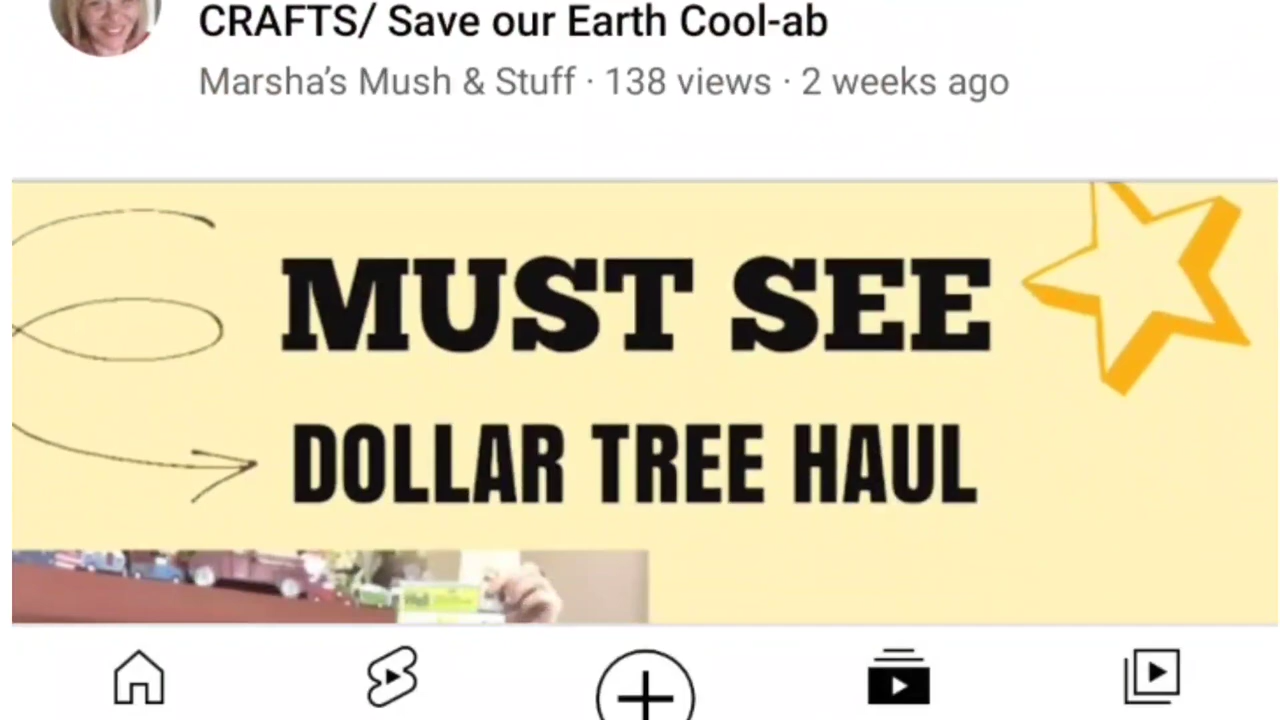 CRAFTS/ Save our Earth Cool-ab
Marsha's Mush & Stuff · 138 views · 2 weeks ago
MUST SEE
DOLLAR TREE HAUL